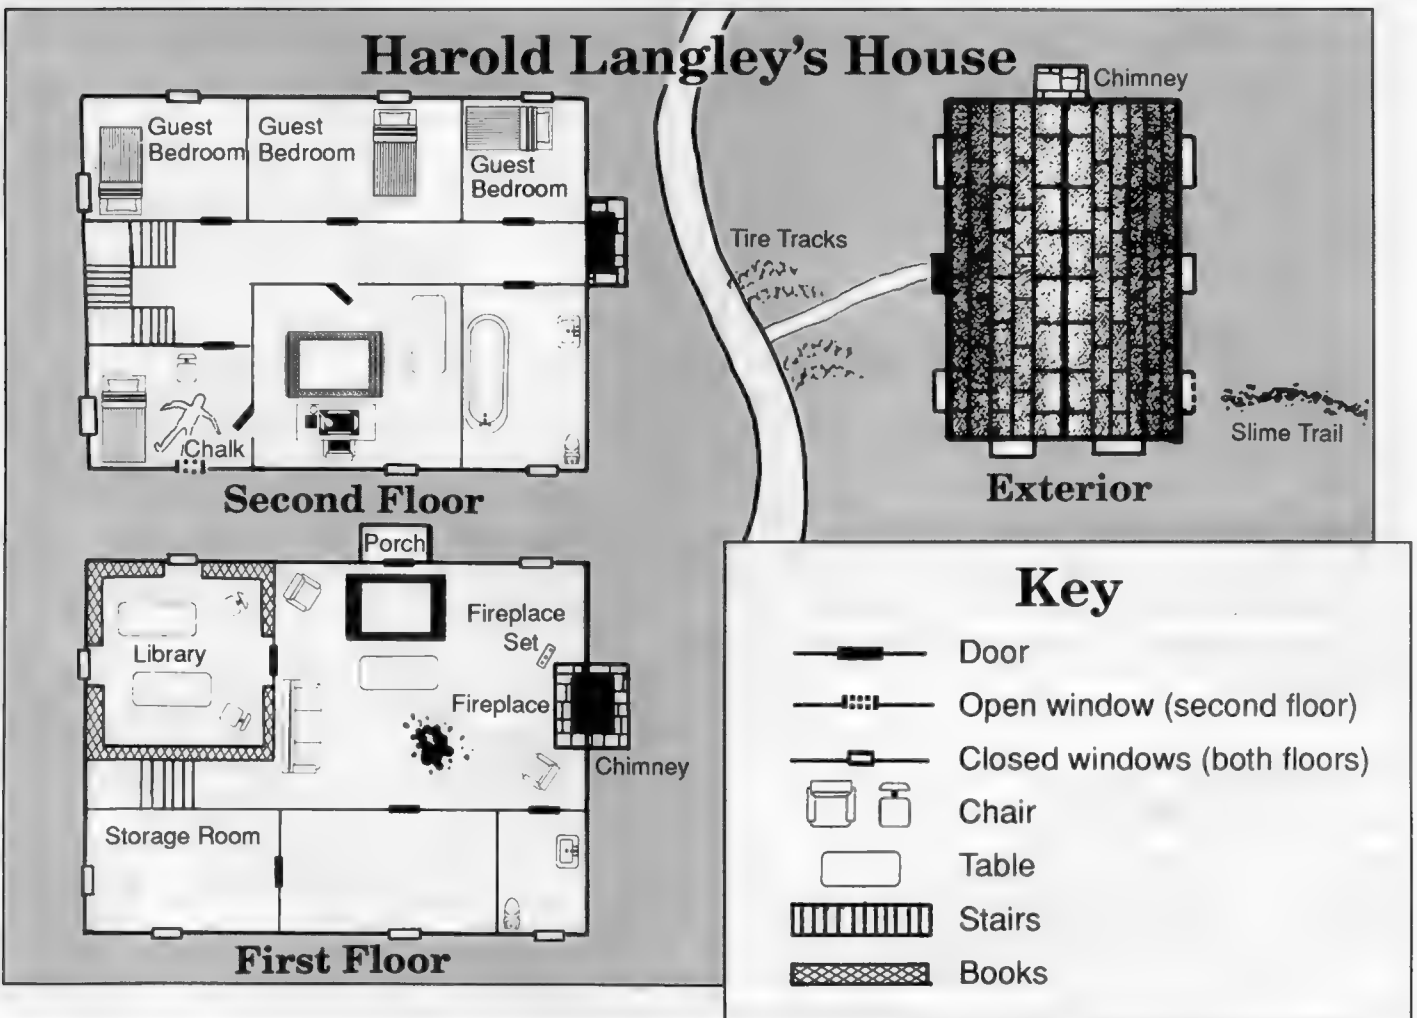 Harold Langley's House
Chimney
Guest
Bedroom
Guest
Bedroom
Guest
Bedroom
Tire Tracks
Chalk
Slime Trail
Second Floor
Exterior
Porch
Fireplace
Set
Library
Fireplace
Chimney
Storage Room
First Floor
Key
Door
Open window (second floor)
Closed windows (both floors)
Chair
Table
Stairs
Books